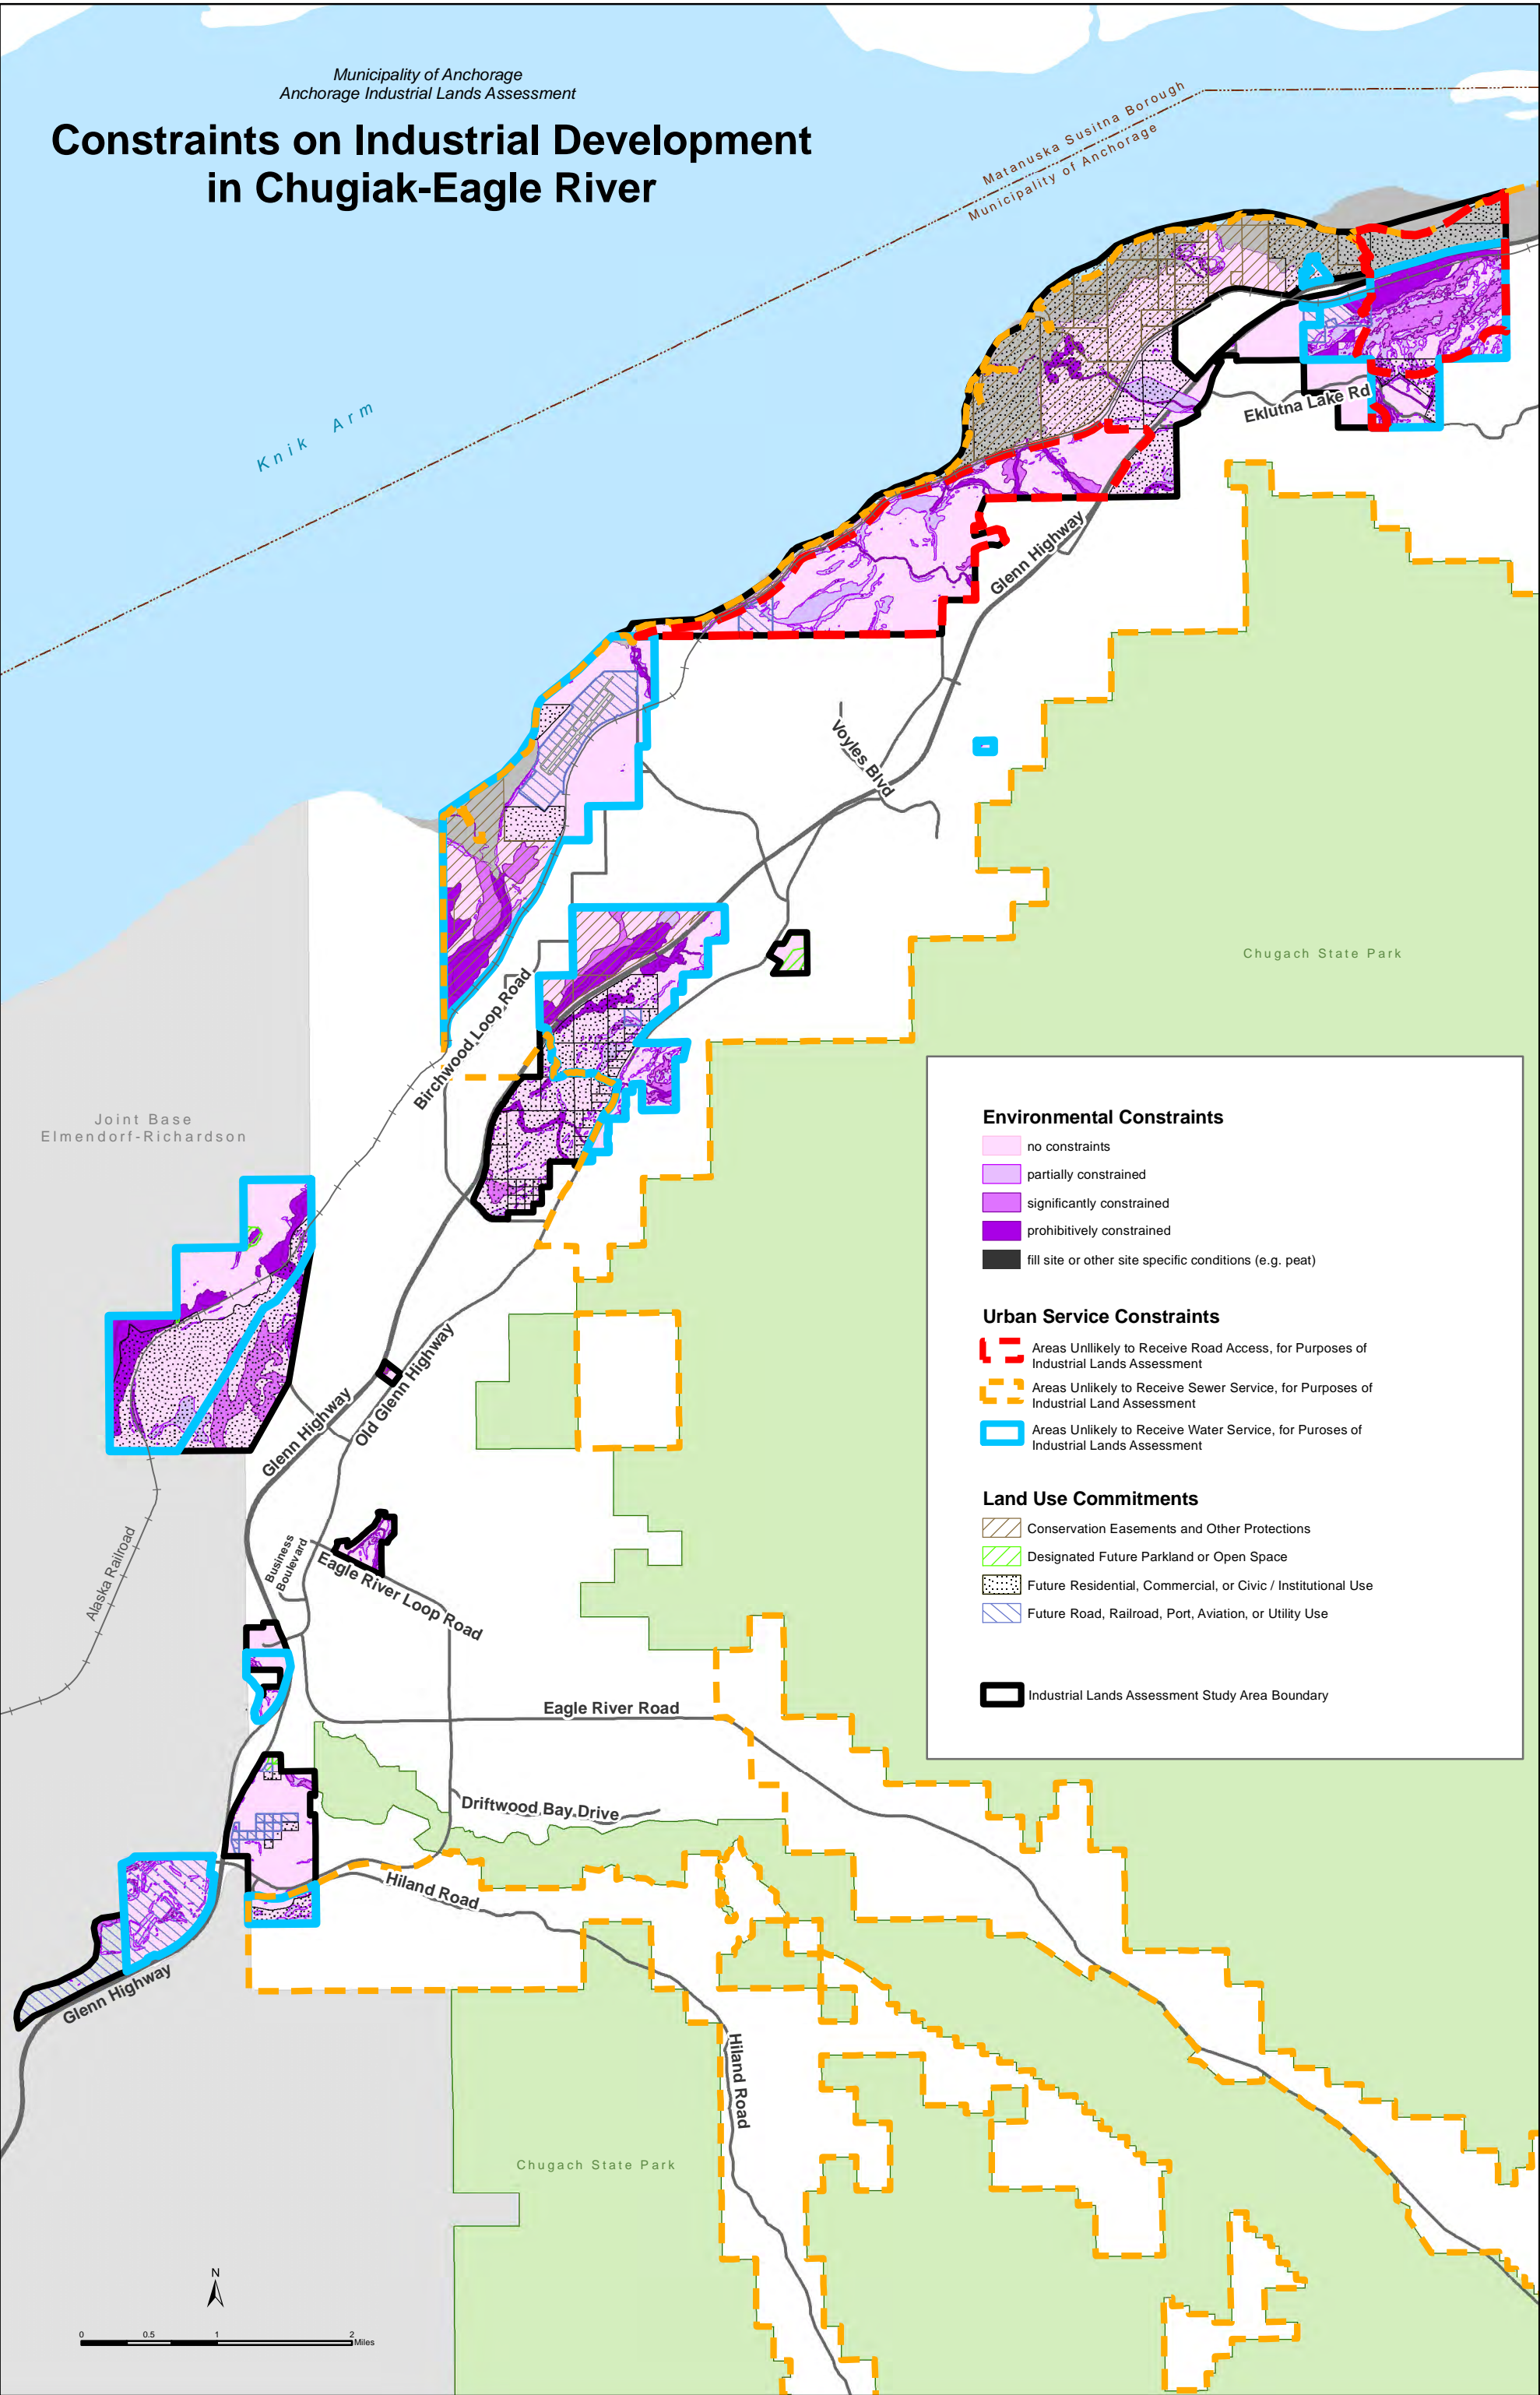 Municipality of Anchorage
Anchorage Industrial Lands Assessment
Constraints on Industrial Development
in Chugiak-Eagle River
Matanuska Susitna Borough
Municipality of Anchorage
Knik Arm
Eklutna Lake Rd
Glenn Highway
Voyles Blvd
Chugach State Park
Birchwood Loop Road
Joint Base
Elmendorf-Richardson
Glenn Highway
Old Glenn Highway
Alaska Railroad
Business
Boulevard
Eagle River Loop Road
Eagle River Road
Driftwood Bay Drive
Hiland Road
Glenn Highway
Hiland Road
Chugach State Park
Environmental Constraints
no constraints
partially constrained
significantly constrained
prohibitively constrained
fill site or other site specific conditions (e.g. peat)
Urban Service Constraints
Areas Unllikely to Receive Road Access, for Purposes of
Industrial Lands Assessment
Areas Unlikely to Receive Sewer Service, for Purposes of
Industrial Land Assessment
Areas Unlikely to Receive Water Service, for Puroses of
Industrial Lands Assessment
Land Use Commitments
Conservation Easements and Other Protections
Designated Future Parkland or Open Space
Future Residential, Commercial, or Civic / Institutional Use
Future Road, Railroad, Port, Aviation, or Utility Use
Industrial Lands Assessment Study Area Boundary
N
0 0.5 1 2
Miles